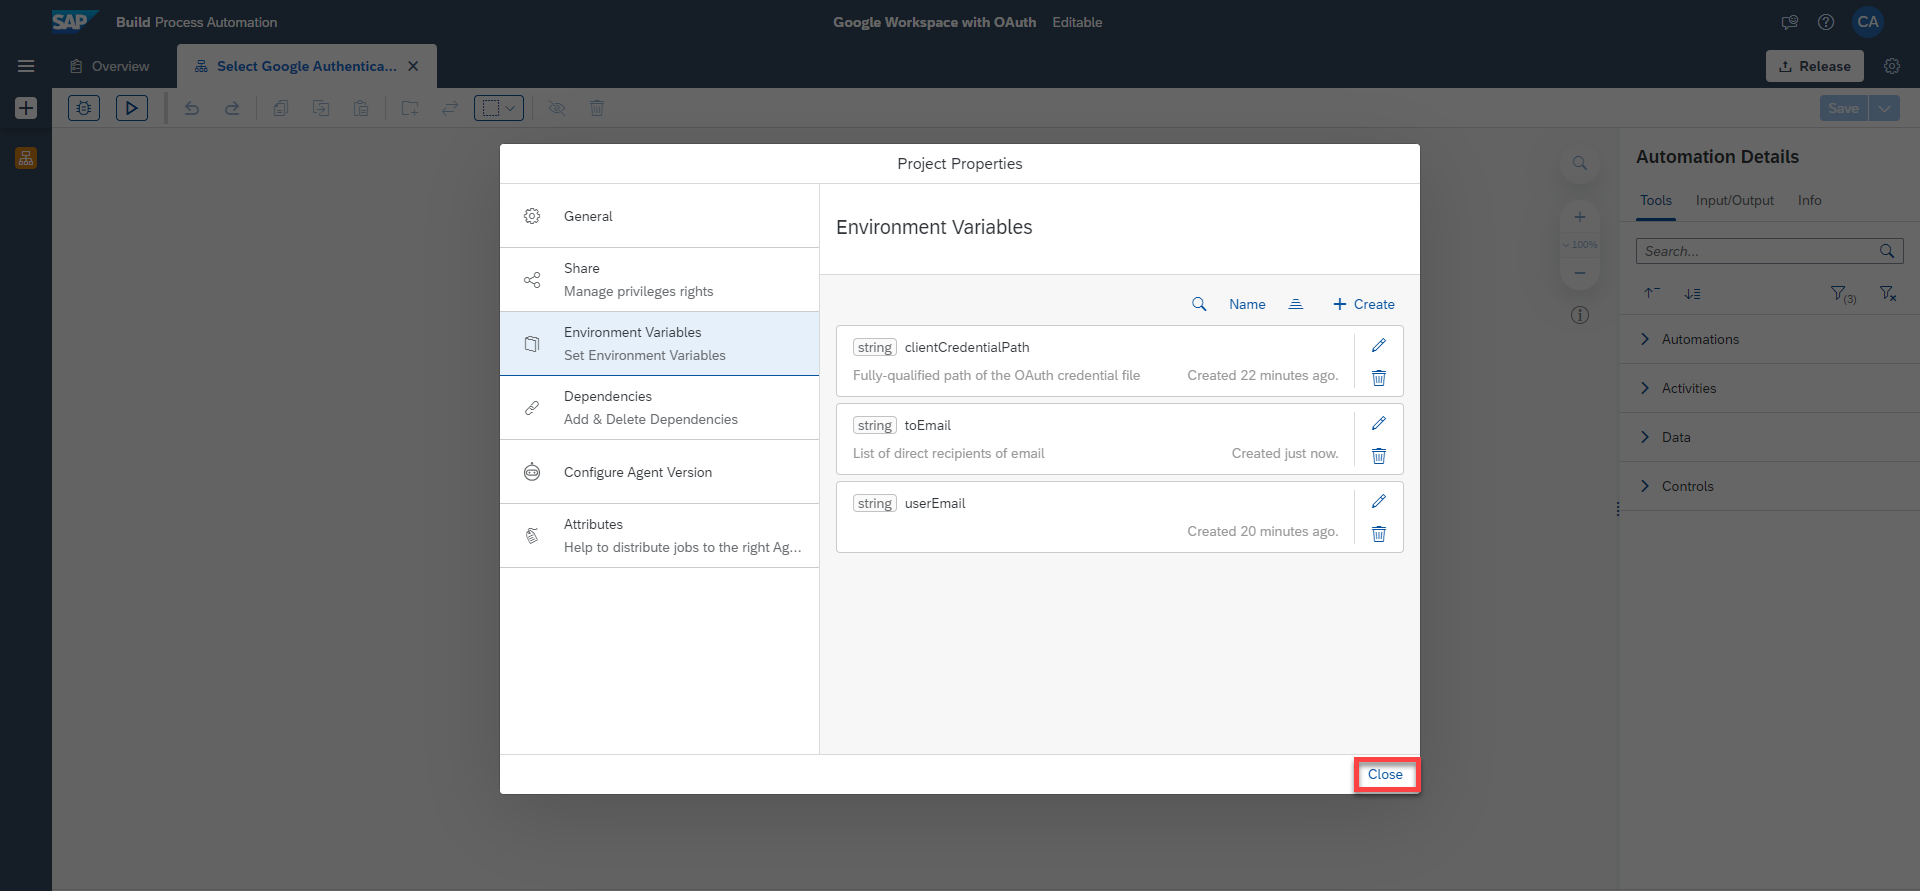 SAP Build Process Automation
Google Workspace with OAuth Editable
CA
Overview
Select Google Authentica...
Release
Save
Project Properties
General
Share
Manage privileges rights
Environment Variables
Set Environment Variables
Dependencies
Add & Delete Dependencies
Configure Agent Version
Attributes
Help to distribute jobs to the right Ag...
Environment Variables
Name
Create
string clientCredentialPath
Fully-qualified path of the OAuth credential file Created 22 minutes ago.
string toEmail
List of direct recipients of email Created just now.
string userEmail
Created 20 minutes ago.
Close
100%
Automation Details
Tools Input/Output Info
Search...
(3)
Automations
Activities
Data
Controls